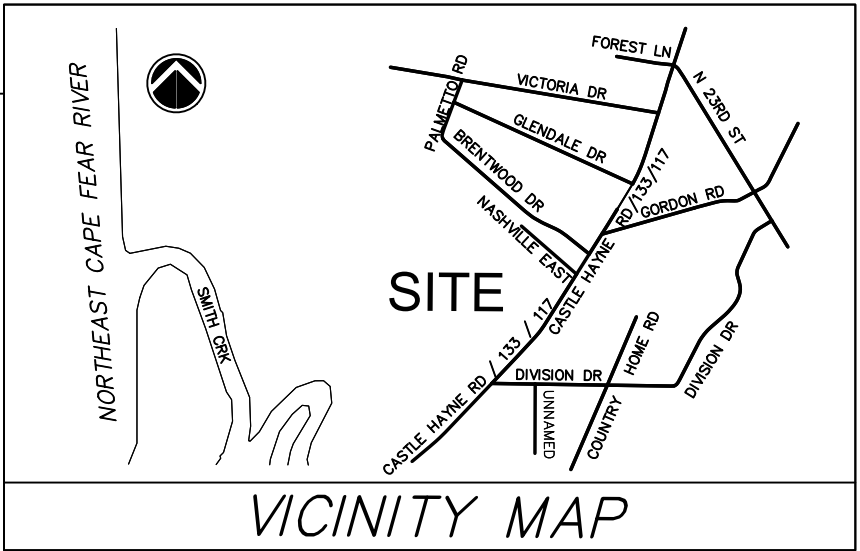 FOREST LN
N 23RD ST
PALMETTO RD
VICTORIA DR
GLENDALE DR
BRENTWOOD DR
NASHVILLE EAST
CASTLE HAYNE RD/133/117
GORDON RD
NORTHEAST CAPE FEAR RIVER
SMITH CRK
SITE
CASTLE HAYNE RD / 133 / 117
DIVISION DR
UNNAMED
COUNTRY HOME RD
DIVISION DR
VICINITY MAP